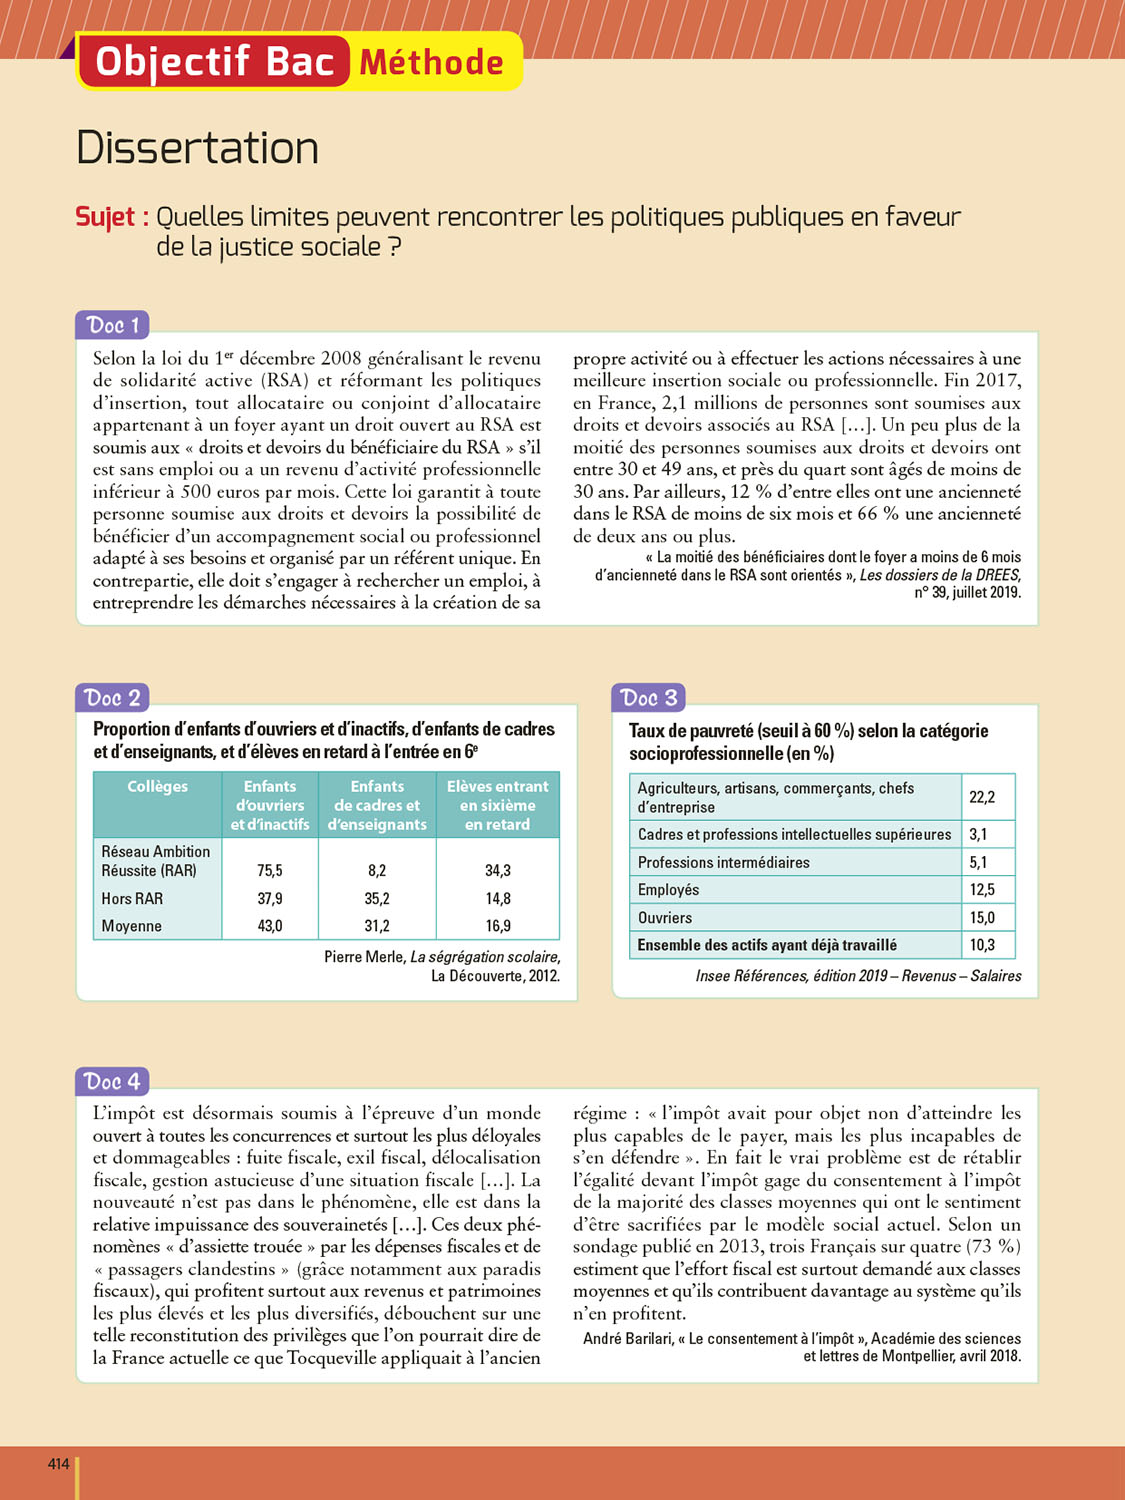 Objectif Bac Méthode
Dissertation
Sujet : Quelles limites peuvent rencontrer les politiques publiques en faveur
de la justice sociale ?
Doc 1
Selon la loi du 1er décembre 2008 généralisant le revenu
de solidarité active (RSA) et réformant les politiques
d’insertion, tout allocataire ou conjoint d’allocataire
appartenant à un foyer ayant un droit ouvert au RSA est
soumis aux « droits et devoirs du bénéficiaire du RSA » s’il
est sans emploi ou a un revenu d’activité professionnelle
inférieur à 500 euros par mois. Cette loi garantit à toute
personne soumise aux droits et devoirs la possibilité de
bénéficier d’un accompagnement social ou professionnel
adapté à ses besoins et organisé par un référent unique. En
contrepartie, elle doit s’engager à rechercher un emploi, à
entreprendre les démarches nécessaires à la création de sa
propre activité ou à effectuer les actions nécessaires à une
meilleure insertion sociale ou professionnelle. Fin 2017,
en France, 2,1 millions de personnes sont soumises aux
droits et devoirs associés au RSA […]. Un peu plus de la
moitié des personnes soumises aux droits et devoirs ont
entre 30 et 49 ans, et près du quart sont âgés de moins de
30 ans. Par ailleurs, 12 % d’entre elles ont une ancienneté
dans le RSA de moins de six mois et 66 % une ancienneté
de deux ans ou plus.
« La moitié des bénéficiaires dont le foyer a moins de 6 mois
d’ancienneté dans le RSA sont orientés », Les dossiers de la DREES,
n° 39, juillet 2019.
Doc 2
Proportion d’enfants d’ouvriers et d’inactifs, d’enfants de cadres
et d’enseignants, et d’élèves en retard à l’entrée en 6e
Collèges Enfants d’ouvriers et d’inactifs Enfants de cadres et d’enseignants Elèves entrant en sixième en retard
Réseau Ambition
Réussite (RAR) 75,5 8,2 34,3
Hors RAR 37,9 35,2 14,8
Moyenne 43,0 31,2 16,9
Pierre Merle, La ségrégation scolaire,
La Découverte, 2012.
Doc 3
Taux de pauvreté (seuil à 60 %) selon la catégorie
socioprofessionnelle (en %)
Agriculteurs, artisans, commerçants, chefs
d’entreprise 22,2
Cadres et professions intellectuelles supérieures 3,1
Professions intermédiaires 5,1
Employés 12,5
Ouvriers 15,0
Ensemble des actifs ayant déjà travaillé 10,3
Insee Références, édition 2019 – Revenus – Salaires
Doc 4
L’impôt est désormais soumis à l’épreuve d’un monde
ouvert à toutes les concurrences et surtout les plus déloyales
et dommageables : fuite fiscale, exil fiscal, délocalisation
fiscale, gestion astucieuse d’une situation fiscale […]. La
nouveauté n’est pas dans le phénomène, elle est dans la
relative impuissance des souverainetés […]. Ces deux phé-
nomènes « d’assiette trouée » par les dépenses fiscales et de
« passagers clandestins » (grâce notamment aux paradis
fiscaux), qui profitent surtout aux revenus et patrimoines
les plus élevés et les plus diversifiés, débouchent sur une
telle reconstitution des privilèges que l’on pourrait dire de
la France actuelle ce que Tocqueville appliquait à l’ancien
régime : « l’impôt avait pour objet non d’atteindre les
plus capables de le payer, mais les plus incapables de
s’en défendre ». En fait le vrai problème est de rétablir
l’égalité devant l’impôt gage du consentement à l’impôt
de la majorité des classes moyennes qui ont le sentiment
d’être sacrifiées par le modèle social actuel. Selon un
sondage publié en 2013, trois Français sur quatre (73 %)
estiment que l’effort fiscal est surtout demandé aux classes
moyennes et qu’ils contribuent davantage au système qu’ils
n’en profitent.
André Barilari, « Le consentement à l’impôt », Académie des sciences
et lettres de Montpellier, avril 2018.
414